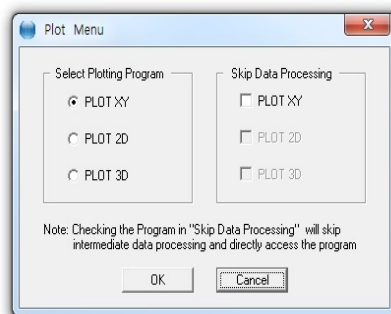 Plot Menu
Select Plotting Program
PLOT XY
PLOT 2D
PLOT 3D
Skip Data Processing
PLOT XY
PLOT 2D
PLOT 3D
Note: Checking the Program in "Skip Data Processing" will skip
intermediate data processing and directly access the program
OK
Cancel